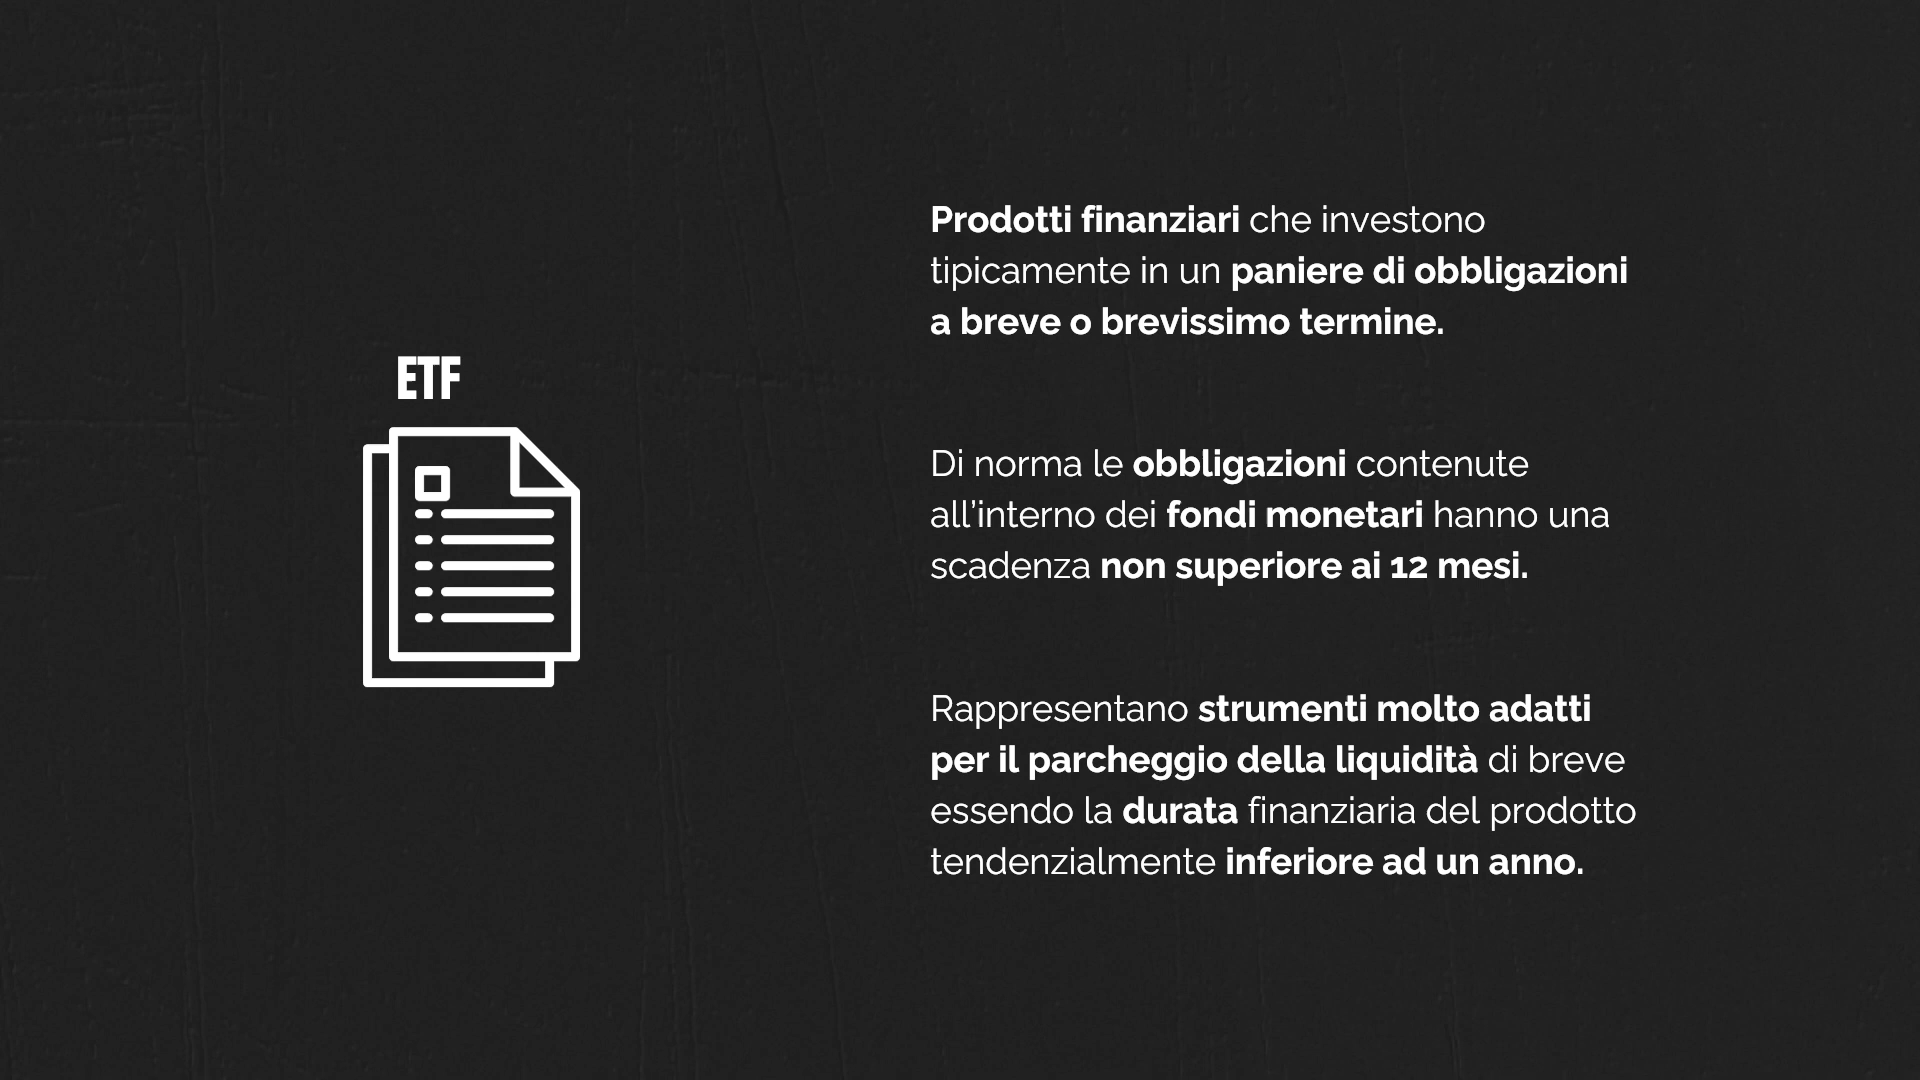 ETF
Prodotti finanziari che investono
tipicamente in un paniere di obbligazioni
a breve o brevissimo termine.
Di norma le obbligazioni contenute
all’interno dei fondi monetari hanno una
scadenza non superiore ai 12 mesi.
Rappresentano strumenti molto adatti
per il parcheggio della liquidità di breve
essendo la durata finanziaria del prodotto
tendenzialmente inferiore ad un anno.